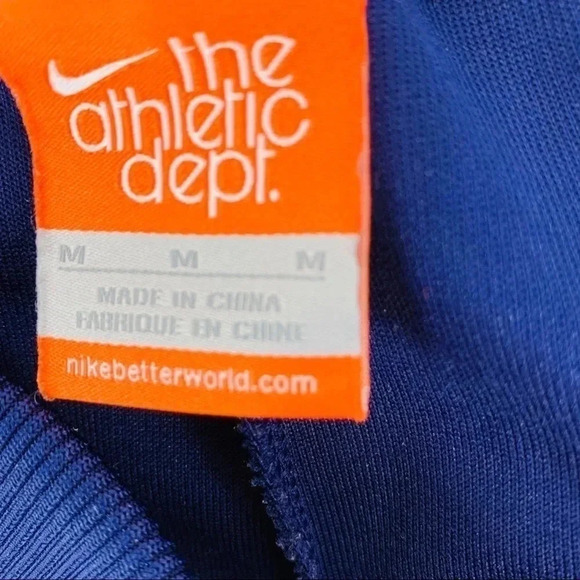 the
athletic
dept.
M M M
MADE IN CHINA
FABRIQUE EN CHINE
nikebetterworld.com